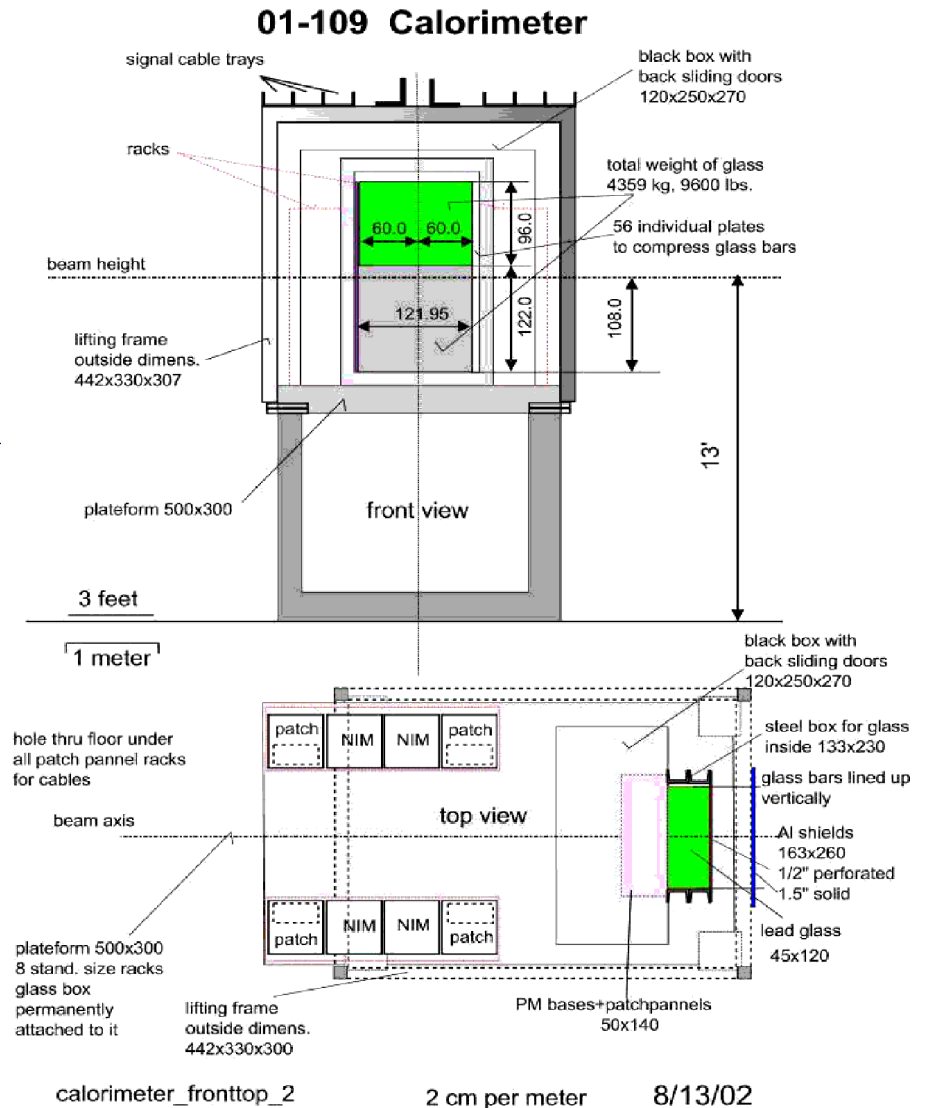 01-109 Calorimeter
signal cable trays
black box with
back sliding doors
120x250x270
racks
total weight of glass
4359 kg, 9600 lbs.
60.0
60.0
96.0
56 individual plates
to compress glass bars
beam height
121.95
122.0
108.0
lifting frame
outside dimens.
442x330x307
13'
plateform 500x300
front view
3 feet
1 meter
black box with
back sliding doors
120x250x270
hole thru floor under
all patch pannel racks
for cables
patch
NIM
NIM
patch
steel box for glass
inside 133x230
glass bars lined up
vertically
beam axis
top view
Al shields
163x260
1/2" perforated
1.5" solid
patch
NIM
NIM
patch
lead glass
45x120
plateform 500x300
8 stand. size racks
glass box
permanently
attached to it
lifting frame
outside dimens.
442x330x300
PM bases+patchpannels
50x140
calorimeter_fronttop_2
2 cm per meter
8/13/02